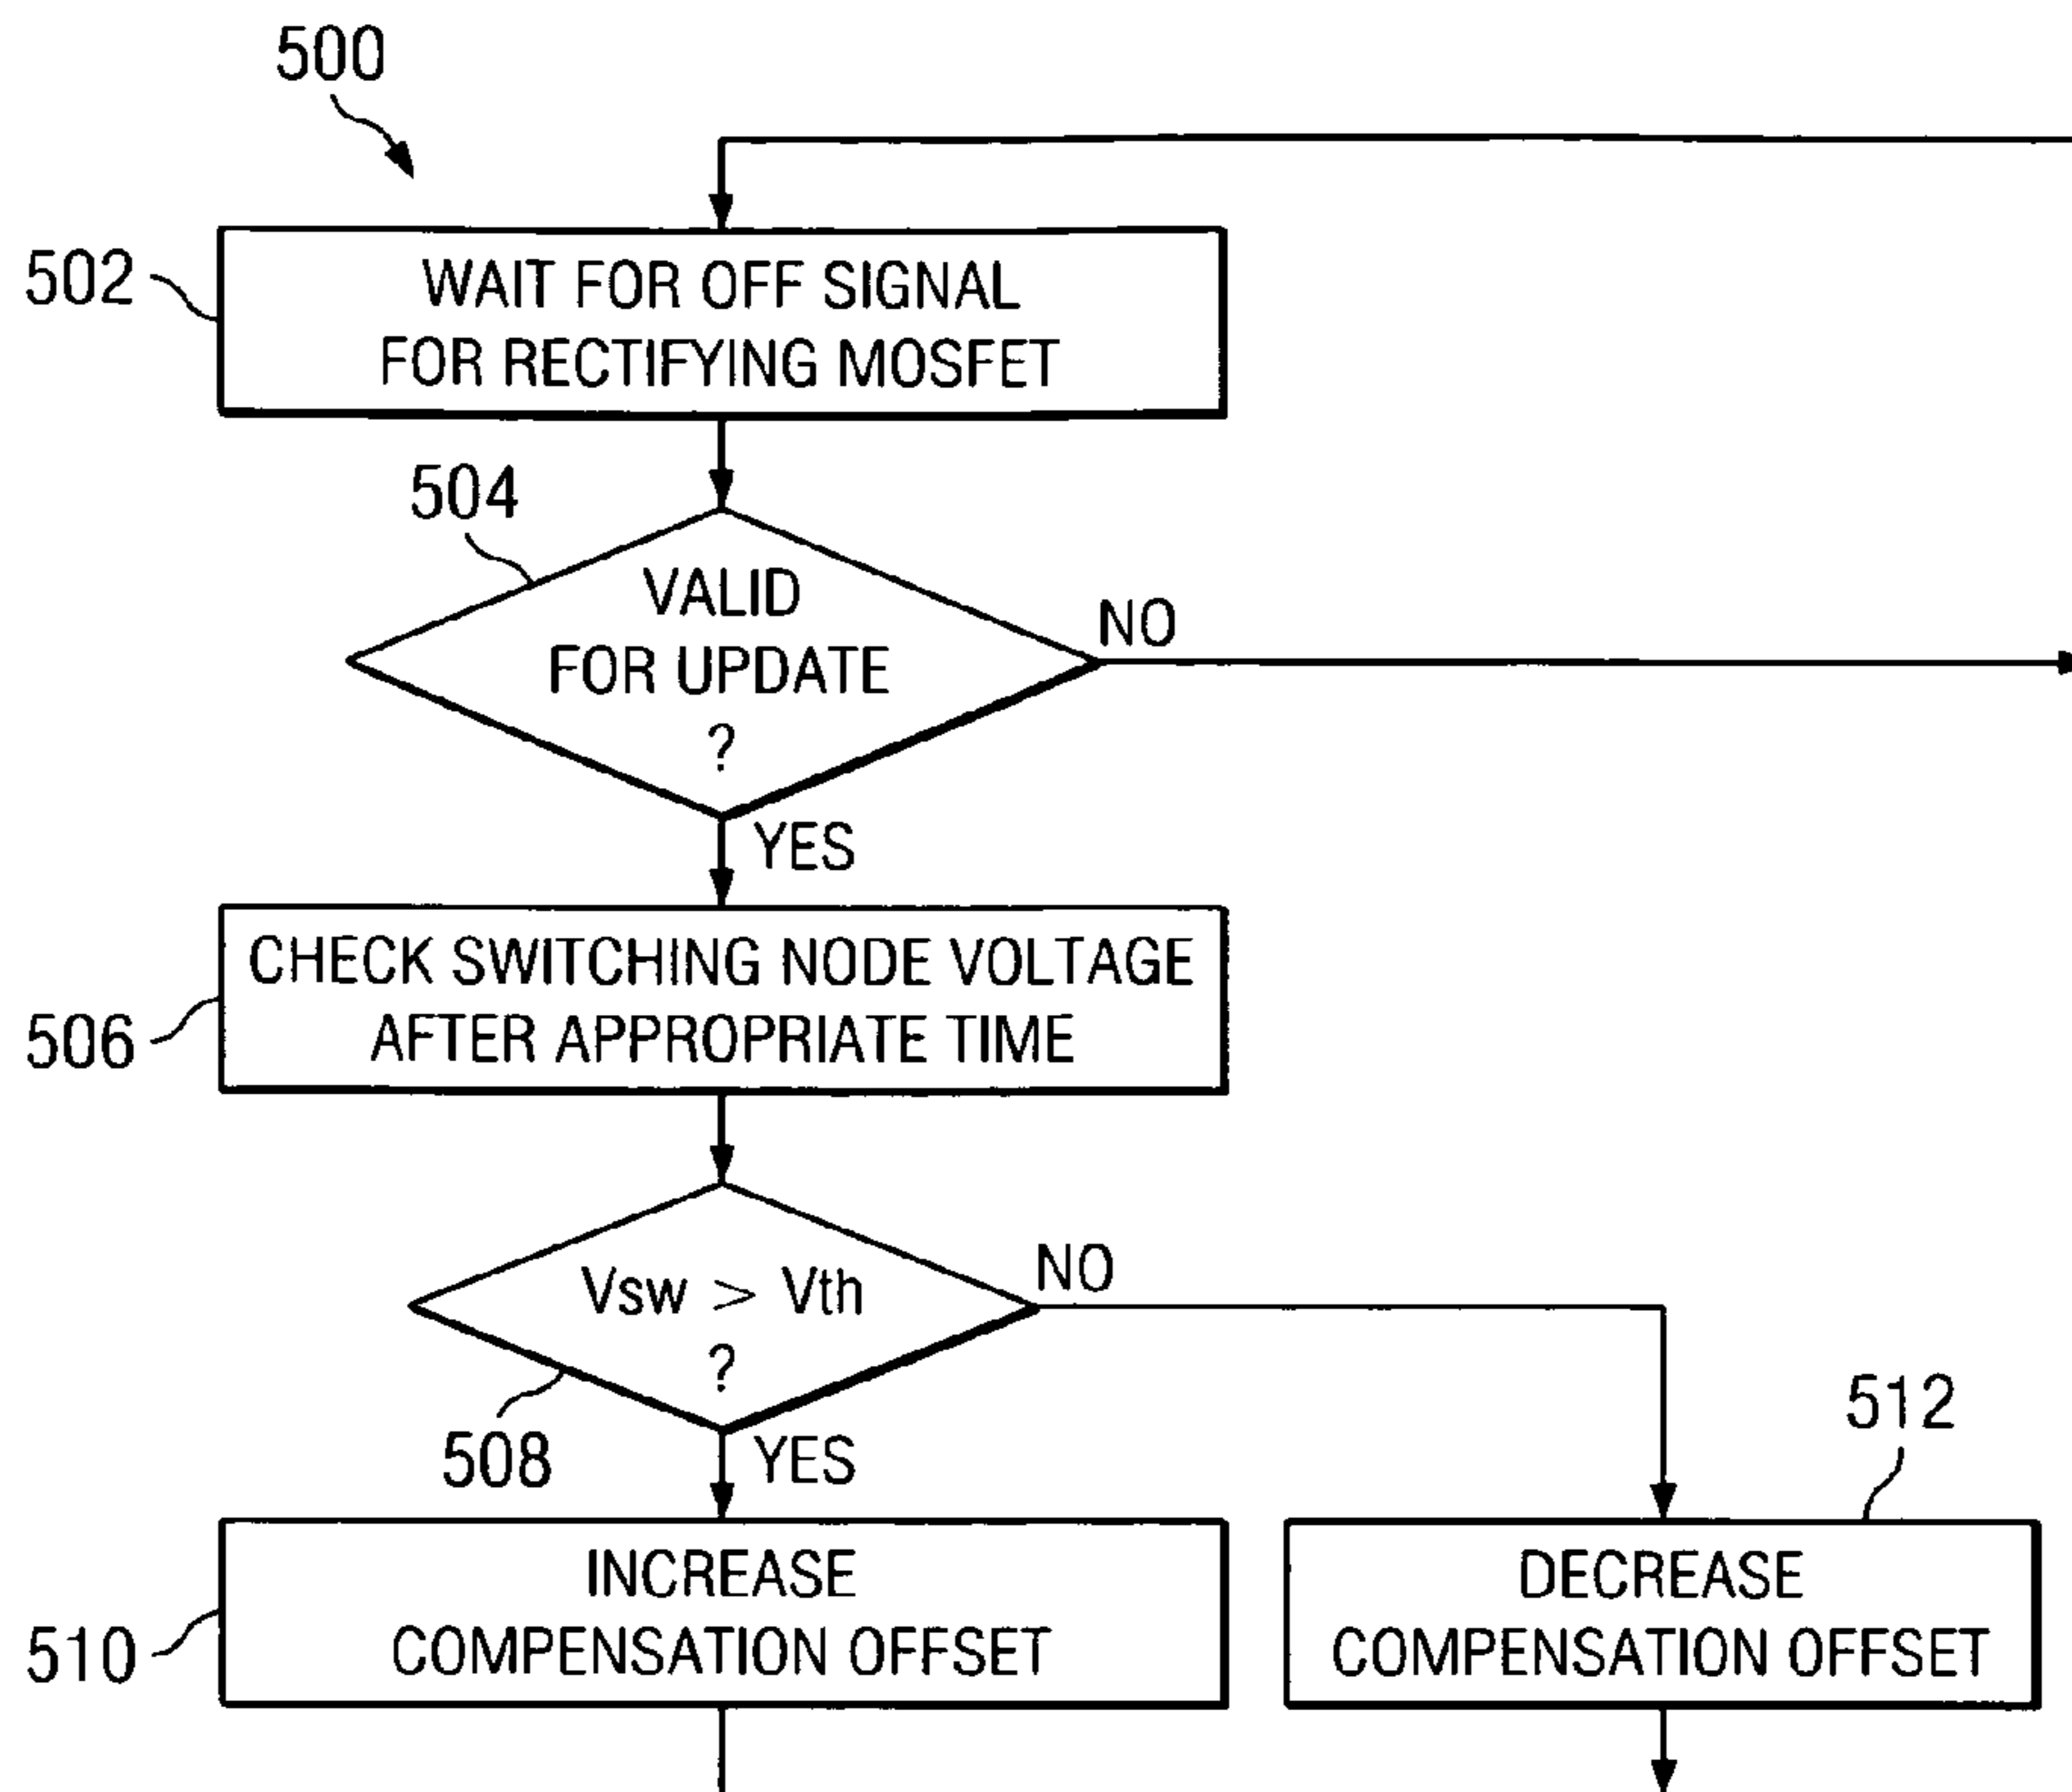 500
502
WAIT FOR OFF SIGNAL
FOR RECTIFYING MOSFET
504
VALID
FOR UPDATE
?
NO
YES
CHECK SWITCHING NODE VOLTAGE
AFTER APPROPRIATE TIME
506
Vsw > Vth
?
NO
508
YES
512
INCREASE
COMPENSATION OFFSET
510
DECREASE
COMPENSATION OFFSET